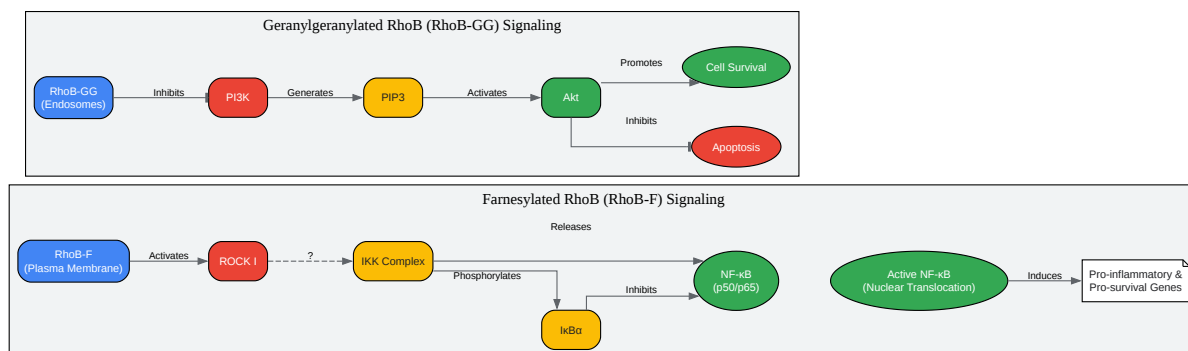 Geranylgeranylated RhoB (RhoB-GG) Signaling
RhoB-GG
(Endosomes)
Inhibits
PI3K
Generates
PIP3
Activates
Akt
Promotes
Cell Survival
Inhibits
Apoptosis
Farnesylated RhoB (RhoB-F) Signaling
RhoB-F
(Plasma Membrane)
Activates
ROCK I
?
IKK Complex
Releases
Phosphorylates
IκBα
Inhibits
NF-κB
(p50/p65)
Active NF-κB
(Nuclear Translocation)
Induces
Pro-inflammatory &
Pro-survival Genes